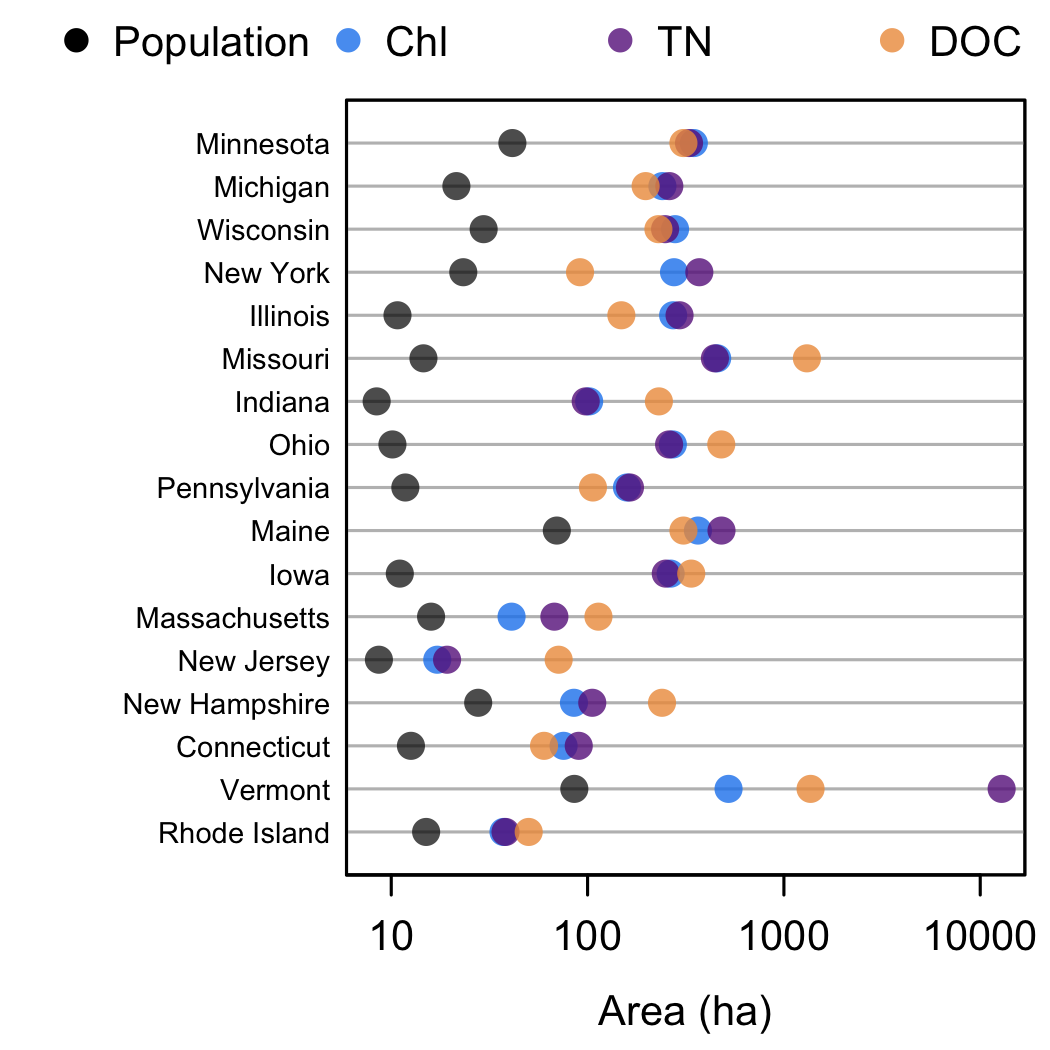 Population Chl TN DOC
Minnesota
Michigan
Wisconsin
New York
Illinois
Missouri
Indiana
Ohio
Pennsylvania
Maine
Iowa
Massachusetts
New Jersey
New Hampshire
Connecticut
Vermont
Rhode Island
10 100 1000 10000
Area (ha)